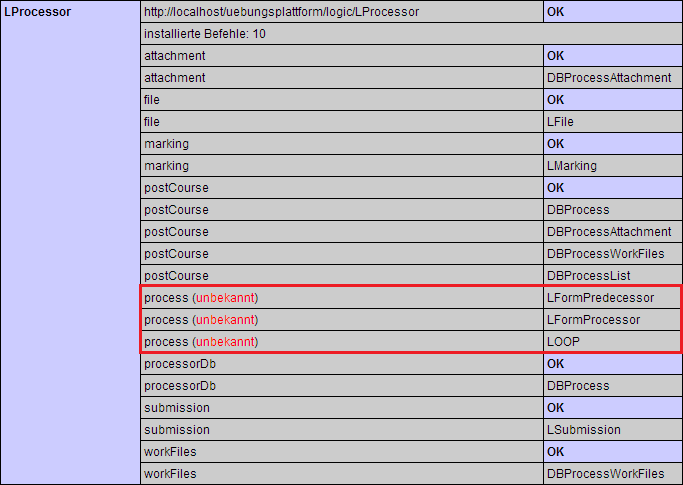 LProcessor http://localhost/uebungsplattform/logic/LProcessor OK
installierte Befehle: 10
attachment OK
attachment DBProcessAttachment
file OK
file LFile
marking OK
marking LMarking
postCourse OK
postCourse DBProcess
postCourse DBProcessAttachment
postCourse DBProcessWorkFiles
postCourse DBProcessList
process (unbekannt) LFormPredecessor
process (unbekannt) LFormProcessor
process (unbekannt) LOOP
processorDb OK
processorDb DBProcess
submission OK
submission LSubmission
workFiles OK
workFiles DBProcessWorkFiles